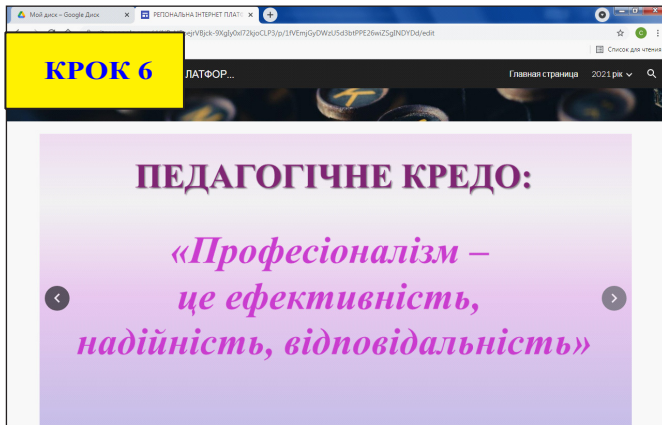 Мой диск – Google Диск
РЕГІОНАЛЬНА ІНТЕРНЕТ ПЛАТФ
Список для чтения
КРОК 6
ЛАТФОР...
Главная страница
2021 рік
ПЕДАГОГІЧНЕ КРЕДО:
«Професіоналізм –
це ефективність,
надійність, відповідальність»